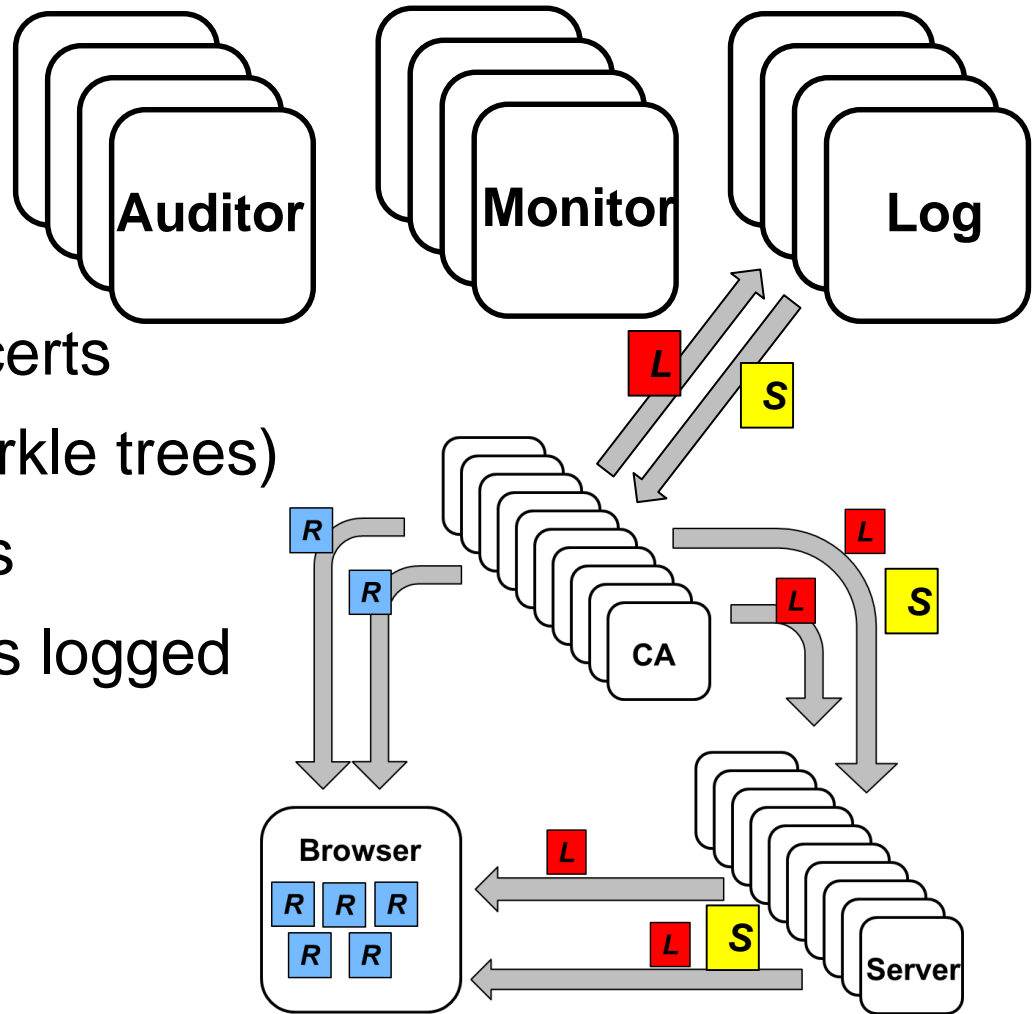 Auditor
Monitor
Log
certs
L
S
rkle trees)
R
L
s
R
L
S
s logged
CA
Browser
L
R R R
L S
R R
Server